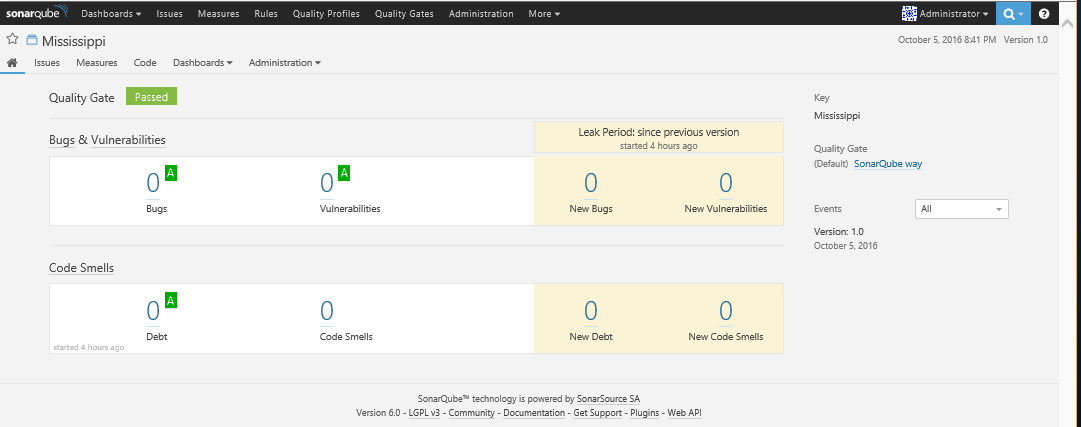 sonarqube Dashboards Issues Measures Rules Quality Profiles Quality Gates Administration More Administrator ?
Mississippi October 5, 2016 8:41 PM Version 1.0
Issues Measures Code Dashboards Administration
Quality Gate Passed
Key
Mississippi
Quality Gate
(Default) SonarQube way
Events All
Version: 1.0
October 5, 2016
Bugs & Vulnerabilities
Leak Period: since previous version
started 4 hours ago
0 A 0 A 0 0
Bugs Vulnerabilities New Bugs New Vulnerabilities
Code Smells
0 A 0 0 0
Debt Code Smells New Debt New Code Smells
started 4 hours ago
SonarQube™ technology is powered by SonarSource SA
Version 6.0 - LGPL v3 - Community - Documentation - Get Support - Plugins - Web API